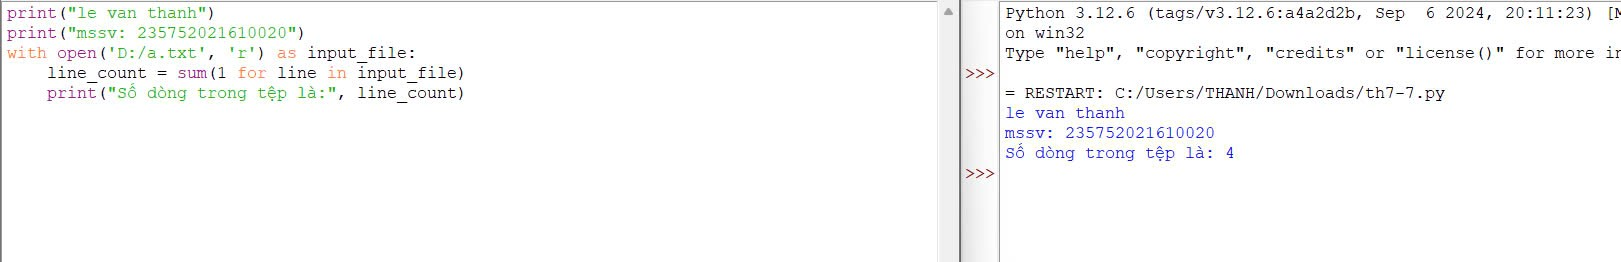 print("le van thanh")
print("mssv: 235752021610020")
with open('D:/a.txt', 'r') as input_file:
    line_count = sum(1 for line in input_file)
    print("Số dòng trong tệp là:", line_count)
Python 3.12.6 (tags/v3.12.6:a4a2d2b, Sep  6 2024, 20:11:23) [M
on win32
Type "help", "copyright", "credits" or "license()" for more in
>>>
= RESTART: C:/Users/THANH/Downloads/th7-7.py
le van thanh
mssv: 235752021610020
Số dòng trong tệp là: 4
>>>